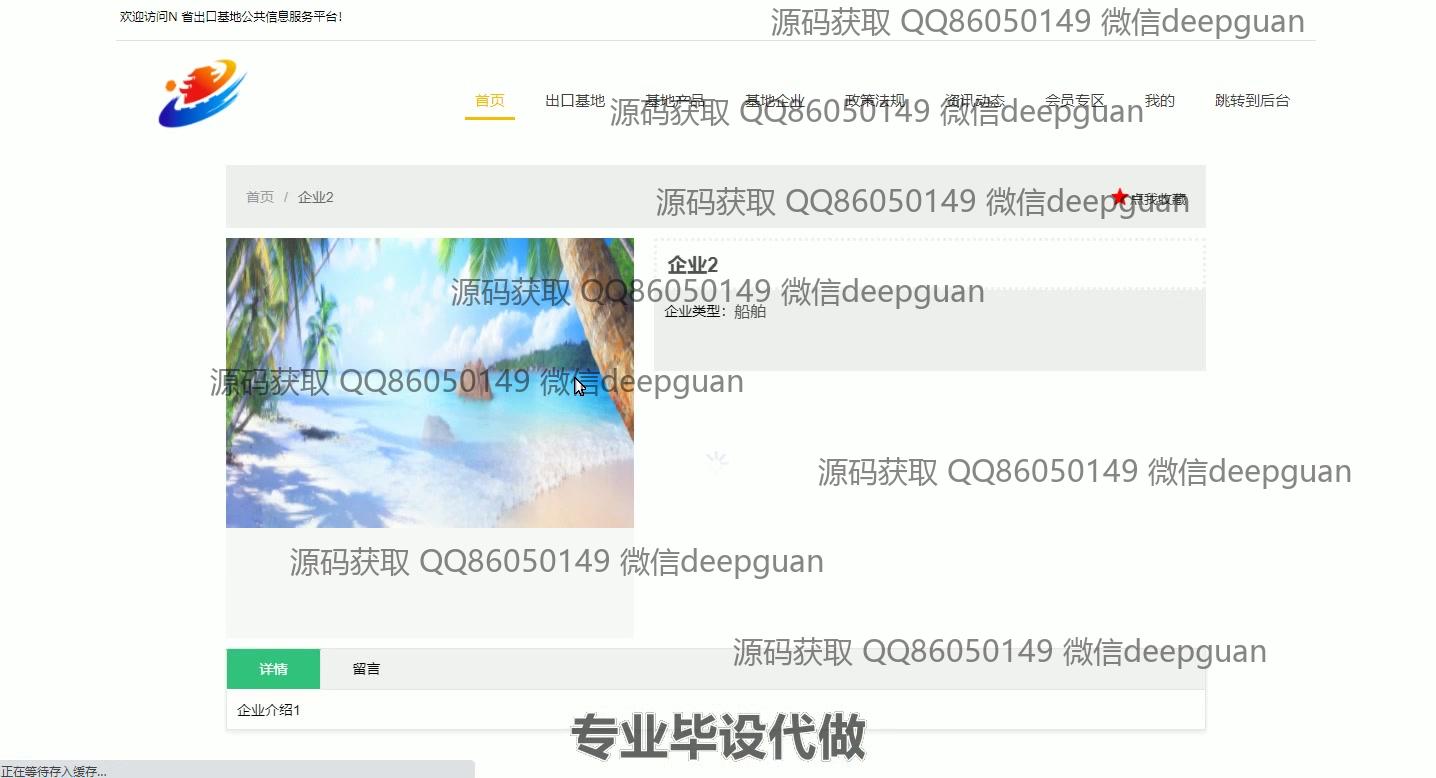 欢迎访问N 省出口基地公共信息服务平台!
源码获取 QQ86050149 微信deepguan
首页 出口基地 基地产品 基地企业 政策法规 资讯动态 会员专区 我的 跳转到后台
源码获取 QQ86050149 微信deepguan
首页 / 企业2
源码获取 QQ86050149 微信deepguan
点我收藏
企业2
源码获取 QQ86050149 微信deepguan
企业类型：船舶
源码获取 QQ86050149 微信deepguan
源码获取 QQ86050149 微信deepguan
源码获取 QQ86050149 微信deepguan
源码获取 QQ86050149 微信deepguan
详情 留言
企业介绍1
专业毕设代做
正在等待存入缓存...